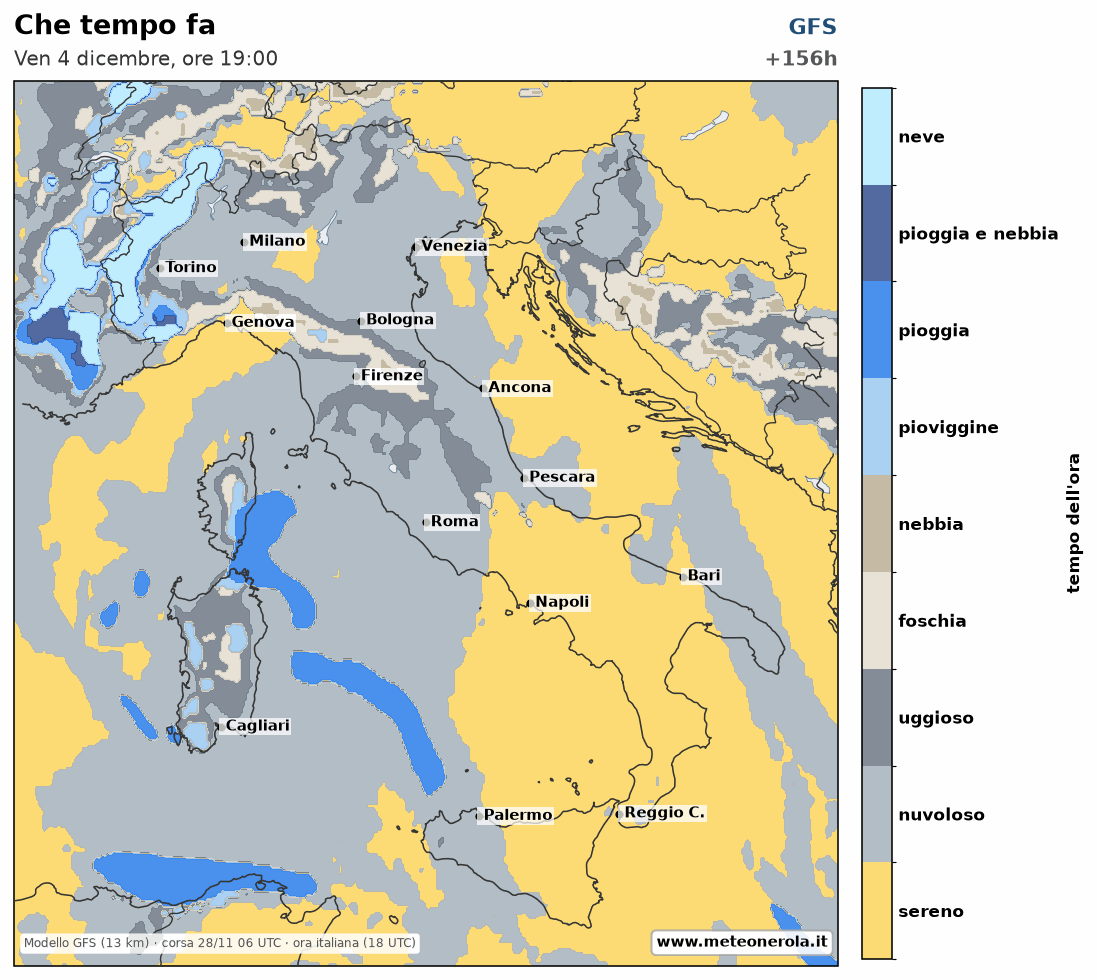 Che tempo fa
GFS
Ven 4 dicembre, ore 19:00
+156h
neve
pioggia e nebbia
pioggia
pioviggine
nebbia
foschia
uggioso
nuvoloso
sereno
tempo dell'ora
Milano
Venezia
Torino
Genova
Bologna
Firenze
Ancona
Pescara
Roma
Bari
Napoli
Cagliari
Palermo
Reggio C.
Modello GFS (13 km) · corsa 28/11 06 UTC · ora italiana (18 UTC)
www.meteonerola.it